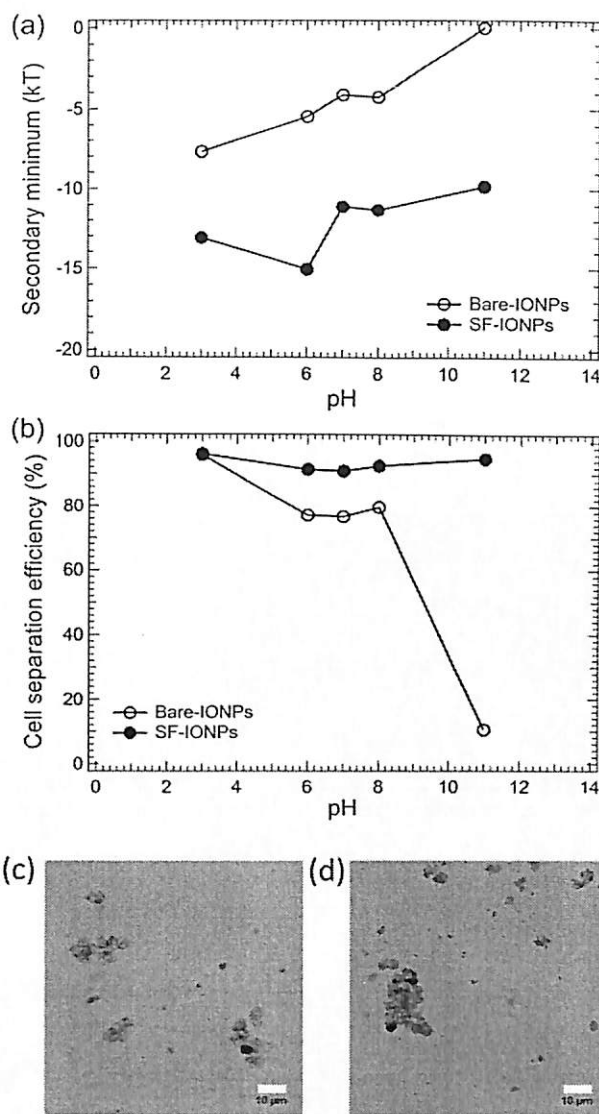 (a)
Secondary minimum (kT)
0
-5
-10
-15
-20
Bare-IONPs
SF-IONPs
0 2 4 6 8 10 12 14
pH
(b)
Cell separation efficiency (%)
100
80
60
40
20
0
Bare-IONPs
SF-IONPs
0 2 4 6 8 10 12 14
pH
(c)
10 μm
(d)
10 μm